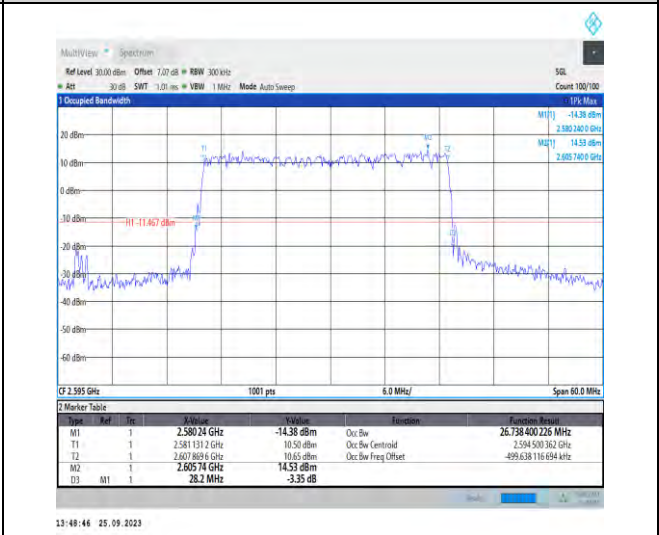 MultiView Spectrum
Ref Level 30.00 dBm Offset 7.07 dB RBW 300 kHz SGL
Att 30 dB SWT 1.01 ms VBW 1 MHz Mode Auto Sweep Count 100/100
1 Occupied Bandwidth 1Pk Max
M1[1] -14.38 dBm
2.580 240 0 GHz
M2[1] 14.53 dBm
2.605 740 0 GHz
20 dBm
T1 M2 T2
10 dBm
0 dBm
-10 dBm
H1 -11.467 dBm
-20 dBm
-30 dBm
-40 dBm
-50 dBm
-60 dBm
CF 2.595 GHz 1001 pts 6.0 MHz/ Span 60.0 MHz
2 Marker Table
Type Ref Trc X-Value Y-Value Function Function Result
M1 1 2.580 24 GHz -14.38 dBm Occ Bw 26.738 400 226 MHz
T1 1 2.581 131 2 GHz 10.50 dBm Occ Bw Centroid 2.594 500 362 GHz
T2 1 2.607 869 6 GHz 10.65 dBm Occ Bw Freq Offset -499.638 116 694 kHz
M2 1 2.605 74 GHz 14.53 dBm
D3 M1 1 28.2 MHz -3.35 dB
13:48:46 25.09.2023